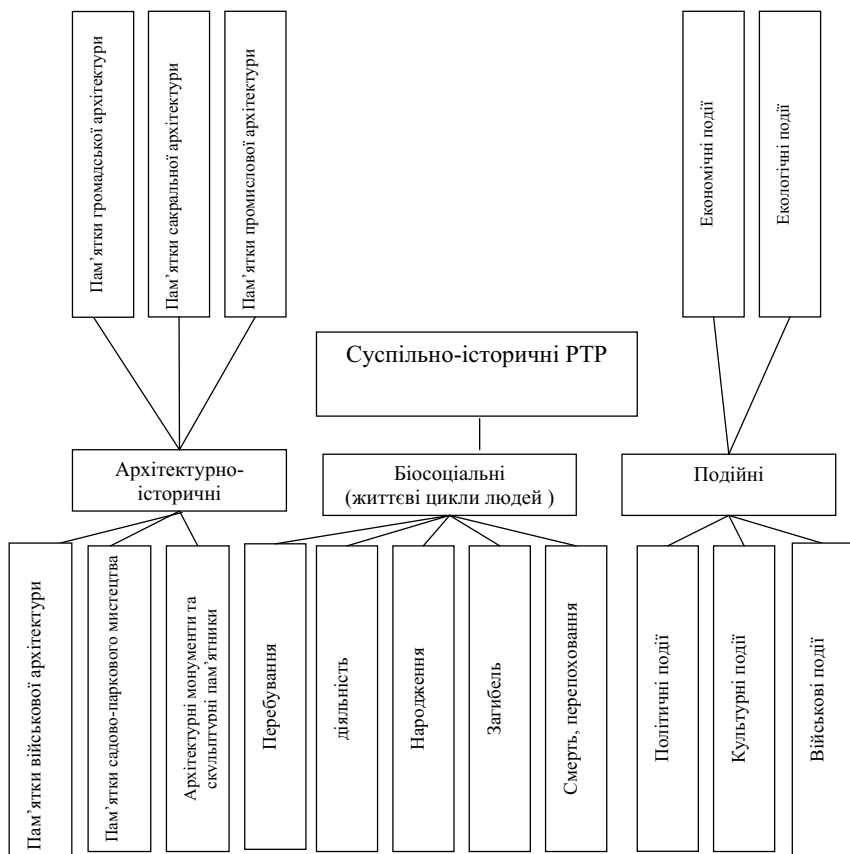 Пам’ятки громадської архітектури
Пам’ятки сакральної архітектури
Пам’ятки промислової архітектури
Економічні події
Екологічні події
Суспільно-історичні РТР
Архітектурно-
історичні
Біосоціальні
(життєві цикли людей )
Подійні
Пам’ятки військової архітектури
Пам’ятки садово-паркового мистецтва
Архітектурні монументи та
скульптурні пам’ятники
Перебування
діяльність
Народження
Загибель
Смерть, перепоховання
Політичні події
Культурні події
Військові події